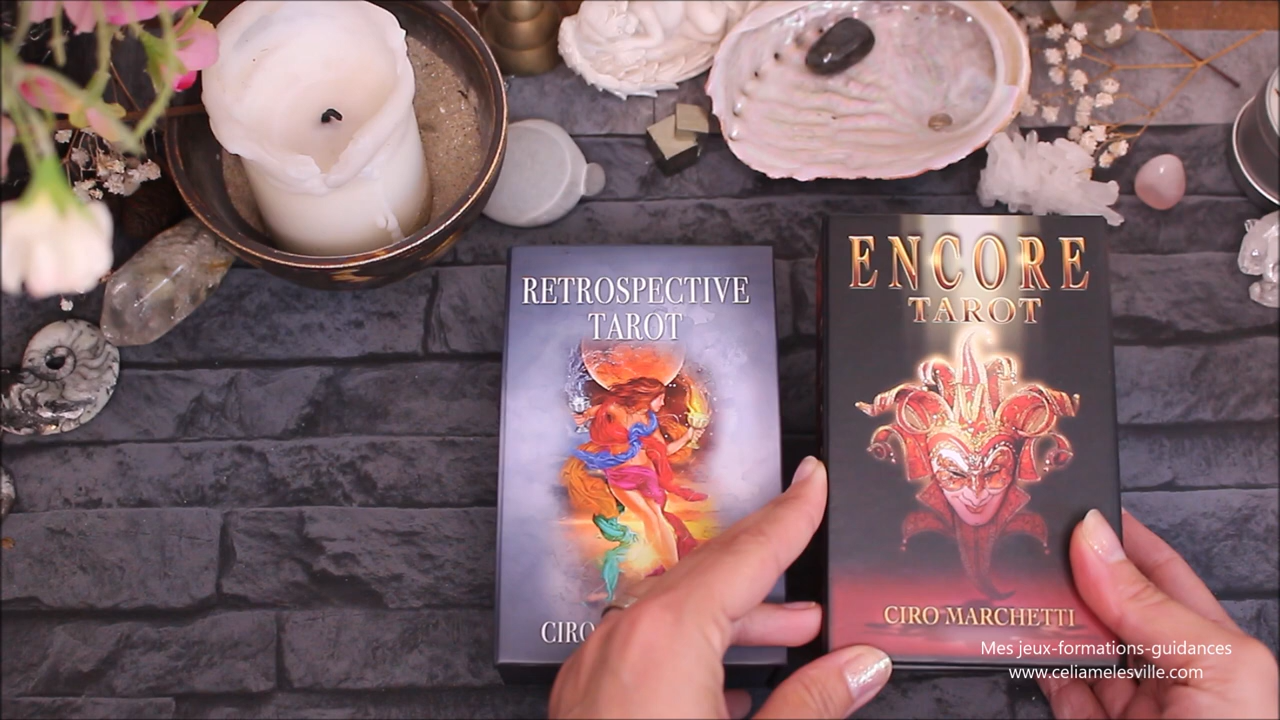 RETROSPECTIVE
TAROT
CIRO
ENCORE
TAROT
CIRO MARCHETTI
Mes jeux-formations-guidances
www.celiamelesville.com